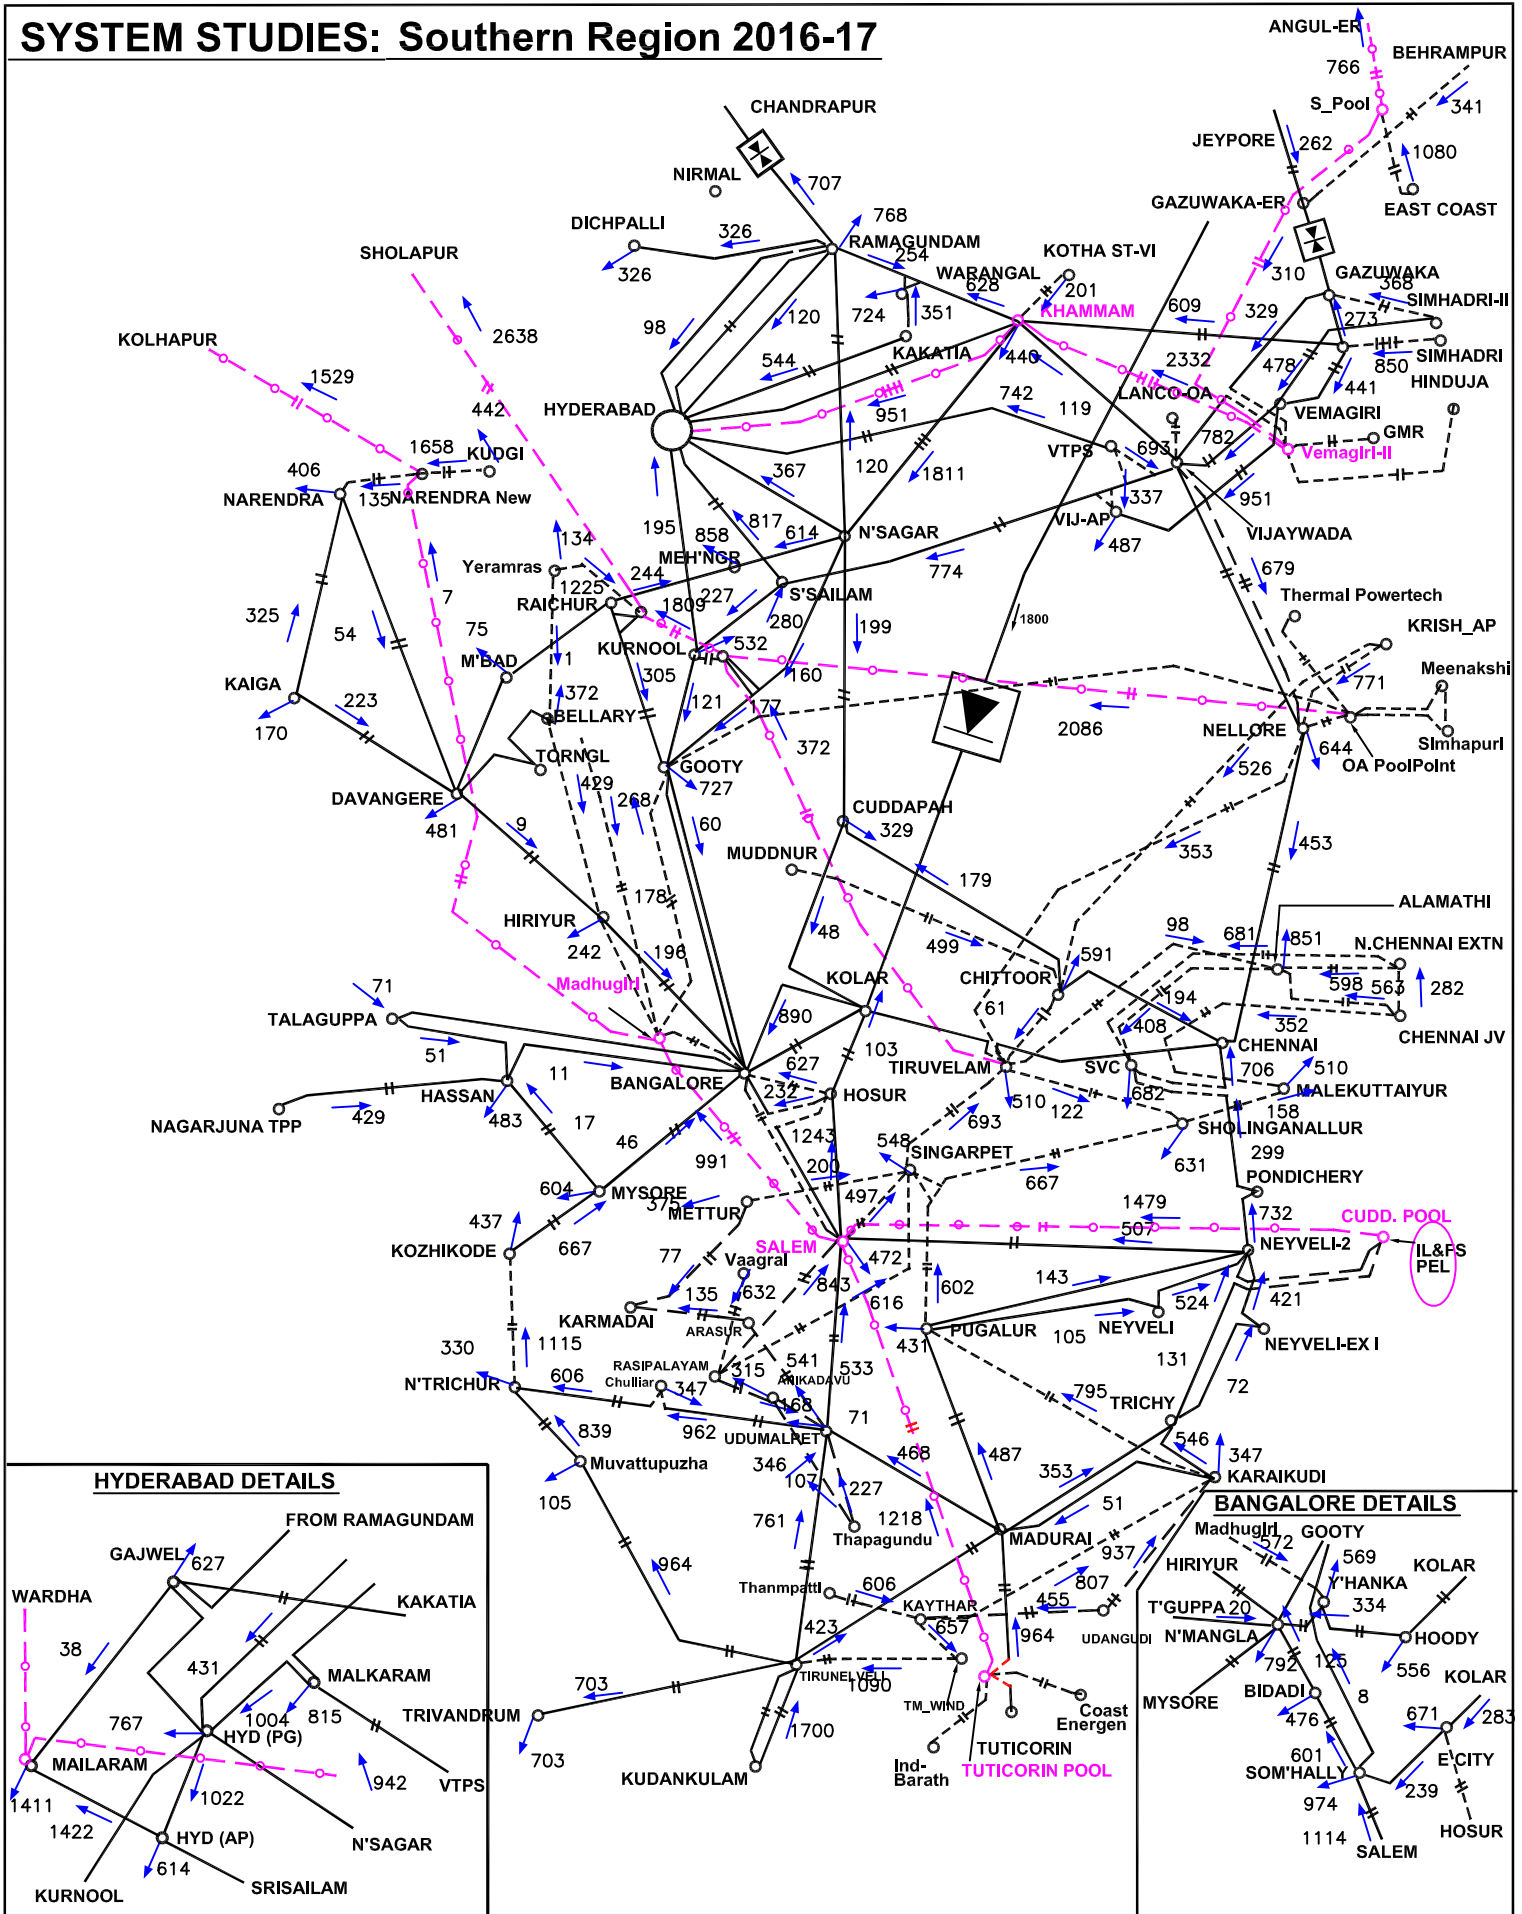 SYSTEM STUDIES: Southern Region 2016-17
ANGUL-ER
BEHRAMPUR
766
S_Pool
341
CHANDRAPUR
JEYPORE
262
1080
NIRMAL
707
GAZUWAKA-ER
EAST COAST
DICHPALLI
768
326
RAMAGUNDAM
KOTHA ST-VI
SHOLAPUR
254
WARANGAL
310
GAZUWAKA
326
628
201
368
SIMHADRI-II
KHAMMAM
609
329
98
120
724
351
273
2638
KOLHAPUR
KAKATIA
440
2332
850
SIMHADRI
544
478
HINDUJA
1529
742
LANCO-OA
441
442
HYDERABAD
951
119
VEMAGIRI
1658
KUDGI
693
782
GMR
406
VTPS
VemagIrI-II
367
120
1811
NARENDRA
135
NARENDRA New
337
951
195
817
VIJ-AP
134
858
614
N'SAGAR
487
VIJAYWADA
MEH'NGR
Yeramras
244
774
679
1225
7
227
S'SAILAM
Thermal Powertech
RAICHUR
1809
325
54
75
280
199
1800
KRISH_AP
KURNOOL
532
M'BAD
1
305
160
771
Meenakshi
KAIGA
372
121
223
BELLARY
177
NELLORE
170
372
2086
644
SImhapurI
TORNGL
526
OA PoolPoInt
GOOTY
429
727
DAVANGERE
268
CUDDAPAH
481
9
60
329
353
453
MUDDNUR
179
178
ALAMATHI
HIRIYUR
48
98
681
851
N.CHENNAI EXTN
242
196
499
591
KOLAR
CHITTOOR
598
563
282
MadhugIrI
71
194
TALAGUPPA
890
61
408
352
CHENNAI JV
51
103
CHENNAI
11
627
TIRUVELAM
SVC
706
510
BANGALORE
232
HOSUR
MALEKUTTAIYUR
HASSAN
682
NAGARJUNA TPP
429
483
17
510
122
158
SHOLINGANALLUR
46
1243
693
548
991
SINGARPET
631
299
200
667
PONDICHERY
604
MYSORE
375
497
METTUR
1479
732
CUDD. POOL
437
507
KOZHIKODE
667
SALEM
NEYVELI-2
IL&FS
PEL
472
77
Vaagral
843
143
135
632
616
602
524
421
KARMADAI
ARASUR
PUGALUR
NEYVELI
431
105
330
1115
533
NEYVELI-EX I
541
131
RASIPALAYAM
315
N'TRICHUR
606
Chulliar
347
ANIKADAVU
795
72
168
TRICHY
839
962
71
UDUMALPET
468
546
Muvattupuzha
346
487
353
347
KARAIKUDI
105
107
227
51
761
1218
Thapagundu
MADURAI
937
964
ThanmpattI
606
807
KAYTHAR
455
423
657
964
UDANGUDI
TIRUNELVELI
703
1090
TM_WIND
TRIVANDRUM
1700
Coast
Energen
703
TUTICORIN
Ind-
Barath
KUDANKULAM
TUTICORIN POOL
HYDERABAD DETAILS
FROM RAMAGUNDAM
GAJWEL
627
WARDHA
KAKATIA
38
431
MALKARAM
767
1004
815
HYD (PG)
MAILARAM
942
VTPS
1411
1022
1422
HYD (AP)
N'SAGAR
614
KURNOOL
SRISAILAM
BANGALORE DETAILS
MadhugIrI
GOOTY
572
HIRIYUR
569
KOLAR
Y'HANKA
T'GUPPA
20
334
N'MANGLA
HOODY
792
125
556
KOLAR
MYSORE
BIDADI
8
476
671
283
601
E CITY
SOM'HALLY
974
239
1114
HOSUR
SALEM